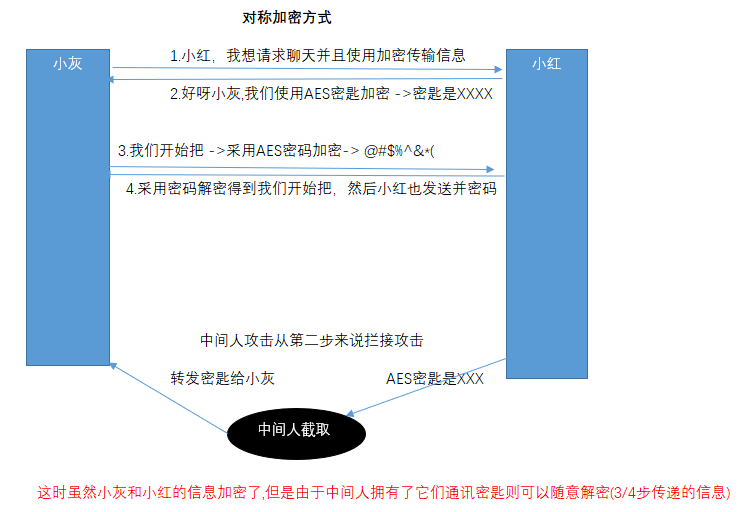 对称加密方式
小灰
小红
1.小红，我想请求聊天并且使用加密传输信息
2.好呀小灰,我们使用AES密匙加密 ->密匙是XXXX
3.我们开始把 ->采用AES密码加密-> @#$%^&*(
4.采用密码解密得到我们开始把，然后小红也发送并密码
中间人攻击从第二步来说拦接攻击
转发密匙给小灰
AES密匙是XXX
中间人截取
这时虽然小灰和小红的信息加密了,但是由于中间人拥有了它们通讯密匙则可以随意解密(3/4步传递的信息)